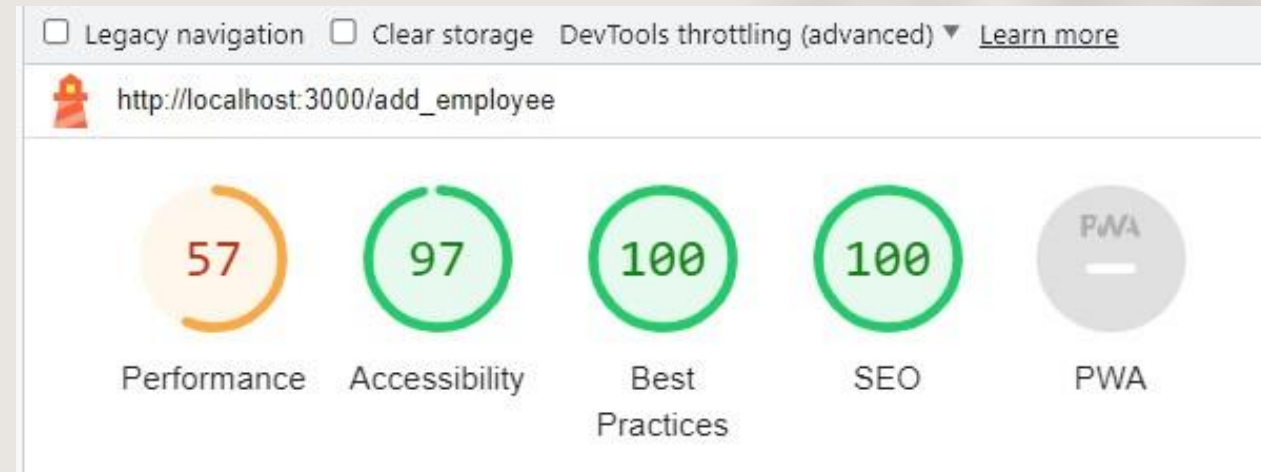 Legacy navigation Clear storage DevTools throttling (advanced) ▼ Learn more
http://localhost:3000/add_employee
57 97 100 100 PWA
Performance Accessibility Best Practices SEO PWA